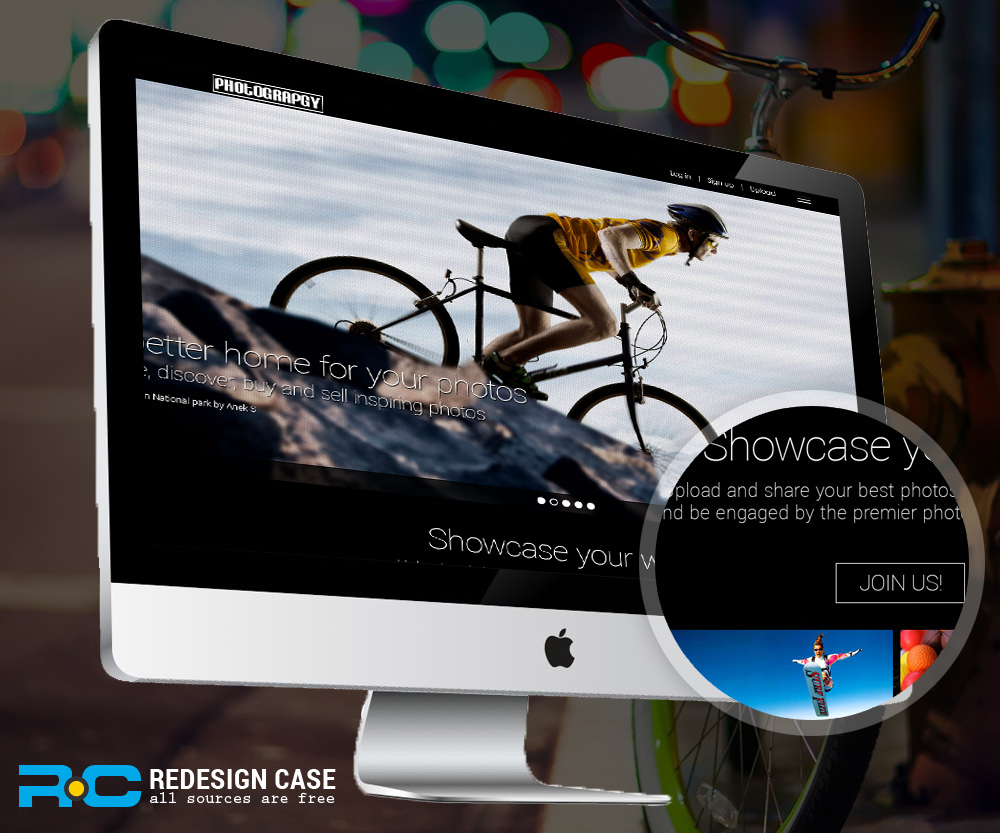 PHOTOGRAPGY
Log in | Sign up | Upload
etter home for your photos
e, discover, buy and sell inspiring photos
n National park by Anek S
Showcase your w
Showcase yo
pload and share your best photos
nd be engaged by the premier phot
JOIN US!
RC REDESIGN CASE
all sources are free